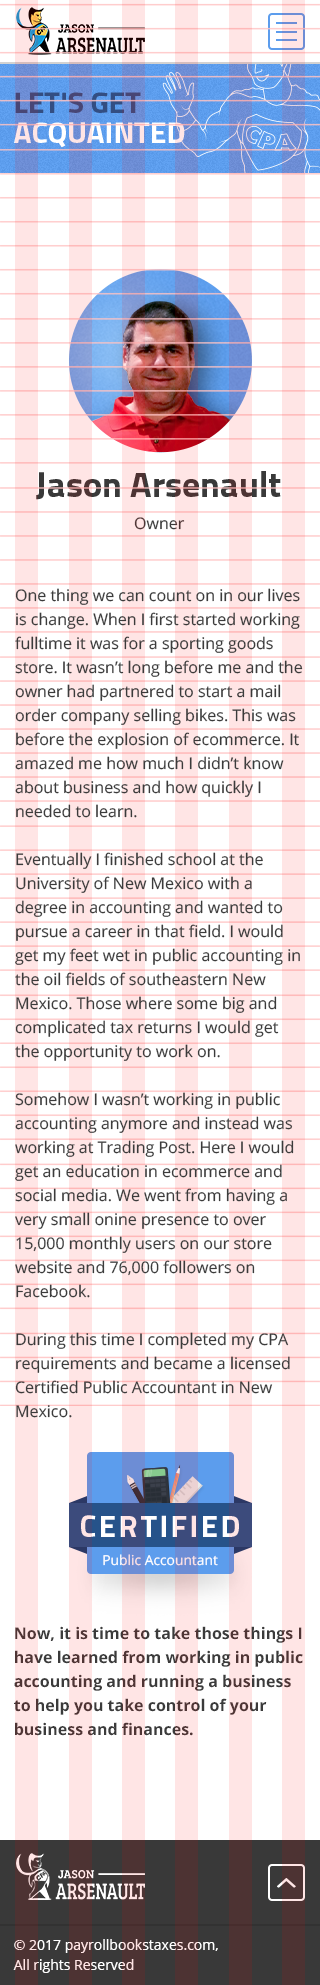 JASON
ARSENAULT
LET'S GET
ACQUAINTED
CPA
Jason Arsenault
Owner
One thing we can count on in our lives
is change. When I first started working
fulltime it was for a sporting goods
store. It wasn't long before me and the
owner had partnered to start a mail
order company selling bikes. This was
before the explosion of ecommerce. It
amazed me how much I didn't know
about business and how quickly I
needed to learn.
Eventually I finished school at the
University of New Mexico with a
degree in accounting and wanted to
pursue a career in that field. I would
get my feet wet in public accounting in
the oil fields of southeastern New
Mexico. Those where some big and
complicated tax returns I would get
the opportunity to work on.
Somehow I wasn't working in public
accounting anymore and instead was
working at Trading Post. Here I would
get an education in ecommerce and
social media. We went from having a
very small onine presence to over
15,000 monthly users on our store
website and 76,000 followers on
Facebook.
During this time I completed my CPA
requirements and became a licensed
Certified Public Accountant in New
Mexico.
CERTIFIED
Public Accountant
Now, it is time to take those things I
have learned from working in public
accounting and running a business
to help you take control of your
business and finances.
JASON
ARSENAULT
© 2017 payrollbookstaxes.com,
All rights Reserved